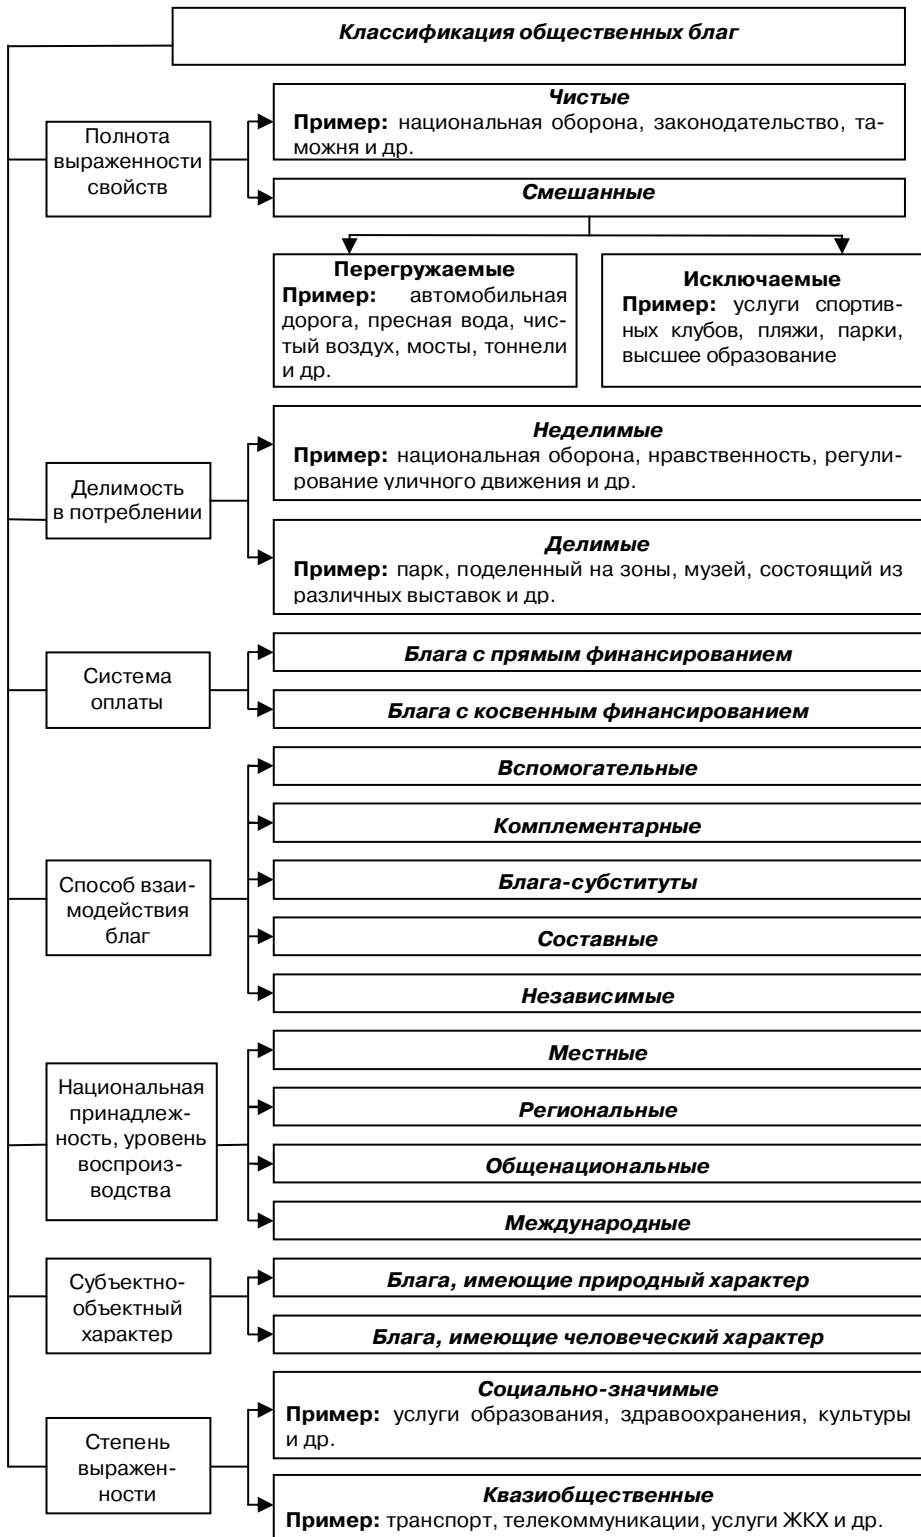 Классификация общественных благ
Полнота
выраженности
свойств
Чистые
Пример: национальная оборона, законодательство, та-
можня и др.
Смешанные
Перегружаемые
Пример: автомобильная
дорога, пресная вода, чис-
тый воздух, мосты, тоннели
и др.
Исключаемые
Пример: услуги спортив-
ных клубов, пляжи, парки,
высшее образование
Делимость
в потреблении
Неделимые
Пример: национальная оборона, нравственность, регули-
рование уличного движения и др.
Делимые
Пример: парк, поделенный на зоны, музей, состоящий из
различных выставок и др.
Система
оплаты
Блага с прямым финансированием
Блага с косвенным финансированием
Способ взаи-
модействия
благ
Вспомогательные
Комплементарные
Блага-субституты
Составные
Независимые
Национальная
принадлеж-
ность, уровень
воспроиз-
водства
Местные
Региональные
Общенациональные
Международные
Субъектно-
объектный
характер
Блага, имеющие природный характер
Блага, имеющие человеческий характер
Степень
выражен-
ности
Социально-значимые
Пример: услуги образования, здравоохранения, культуры
и др.
Квазиобщественные
Пример: транспорт, телекоммуникации, услуги ЖКХ и др.